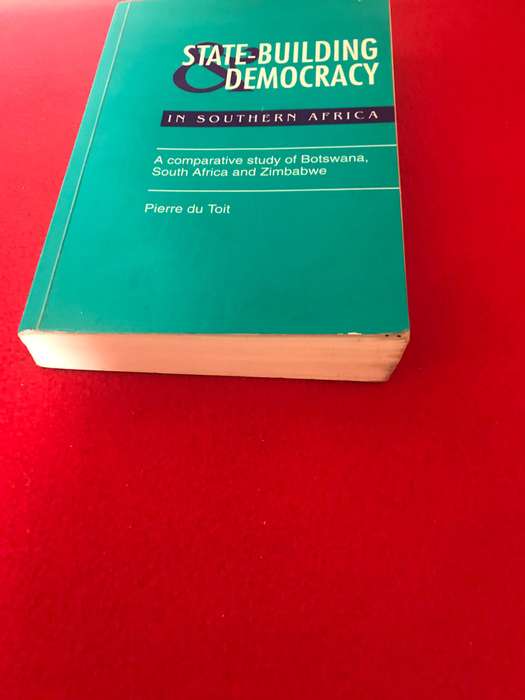 STATE-BUILDING
& DEMOCRACY
IN SOUTHERN AFRICA
A comparative study of Botswana,
South Africa and Zimbabwe
Pierre du Toit